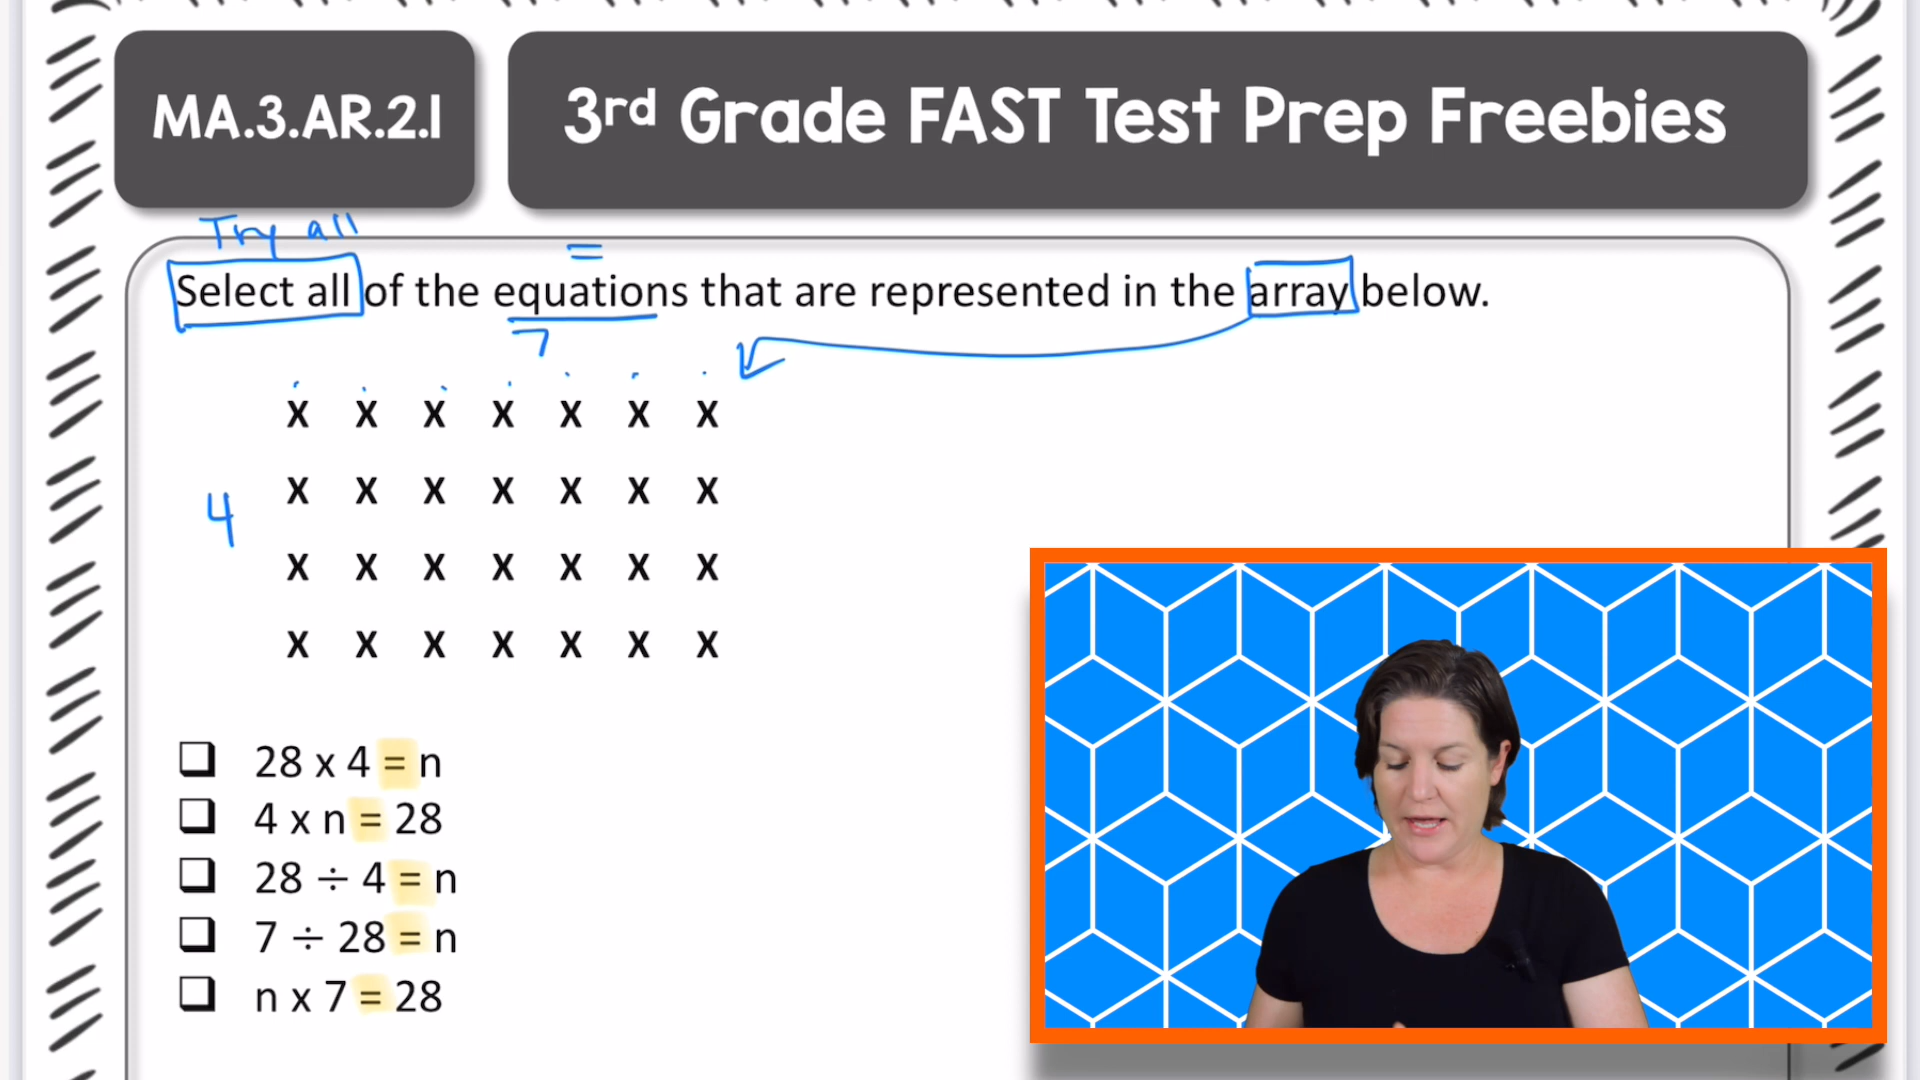 MA.3.AR.2.1
3rd Grade FAST Test Prep Freebies
Try all
=
Select all of the equations that are represented in the array below.
7
x x x x x x x
4
x x x x x x x
x x x x x x x
x x x x x x x
28 x 4 = n
4 x n = 28
28 ÷ 4 = n
7 ÷ 28 = n
n x 7 = 28